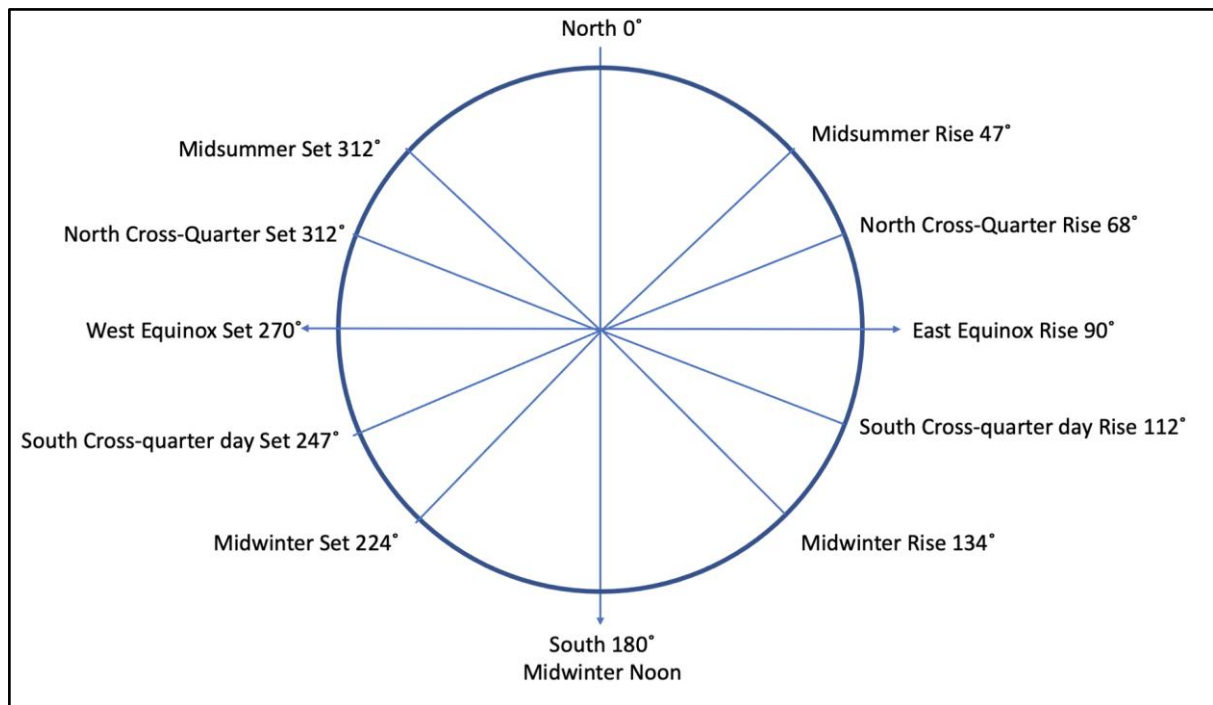 North 0˚
Midsummer Set 312˚
Midsummer Rise 47˚
North Cross-Quarter Set 312˚
North Cross-Quarter Rise 68˚
West Equinox Set 270˚
East Equinox Rise 90˚
South Cross-quarter day Set 247˚
South Cross-quarter day Rise 112˚
Midwinter Set 224˚
Midwinter Rise 134˚
South 180˚
Midwinter Noon